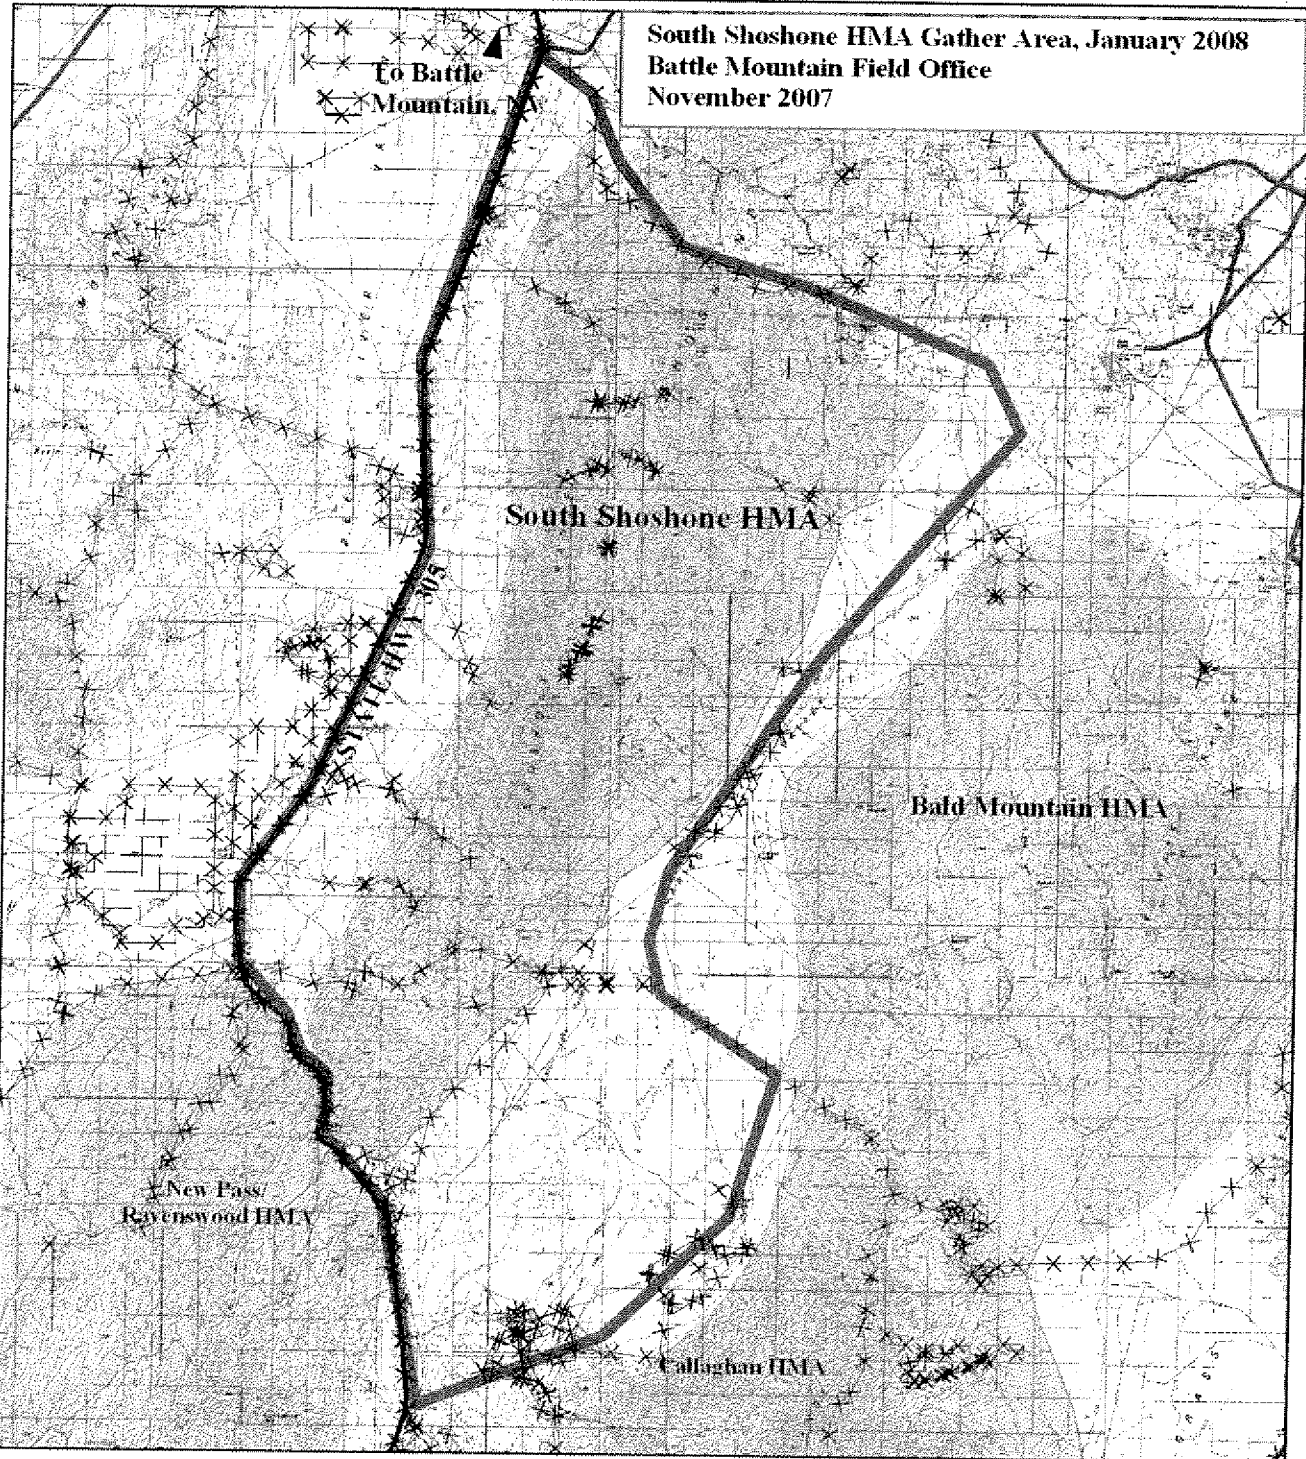 South Shoshone HMA Gather Area, January 2008
Battle Mountain Field Office
November 2007
To Battle
Mountain, NV
South Shoshone HMA
STATE HWY 305
Bald Mountain HMA
New Pass/
Ravenswood HMA
Callaghan HMA